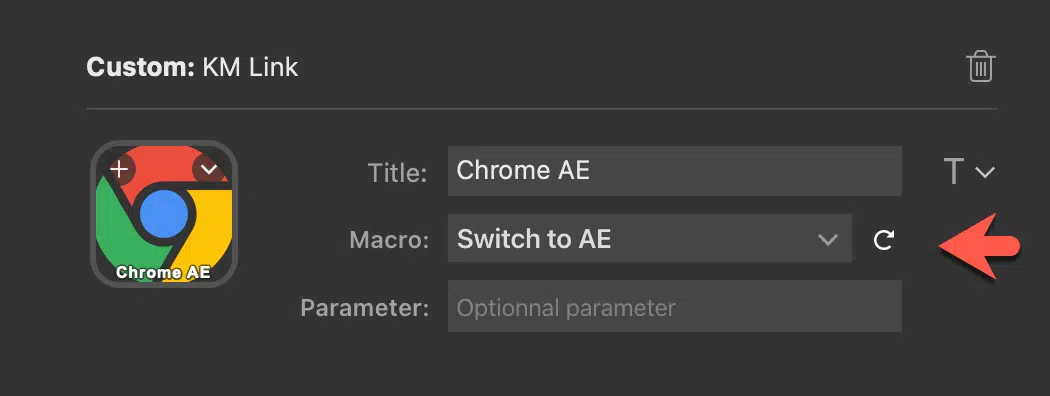 Custom: KM Link
Title: Chrome AE
T
Macro: Switch to AE
Chrome AE
Parameter: Optionnal parameter